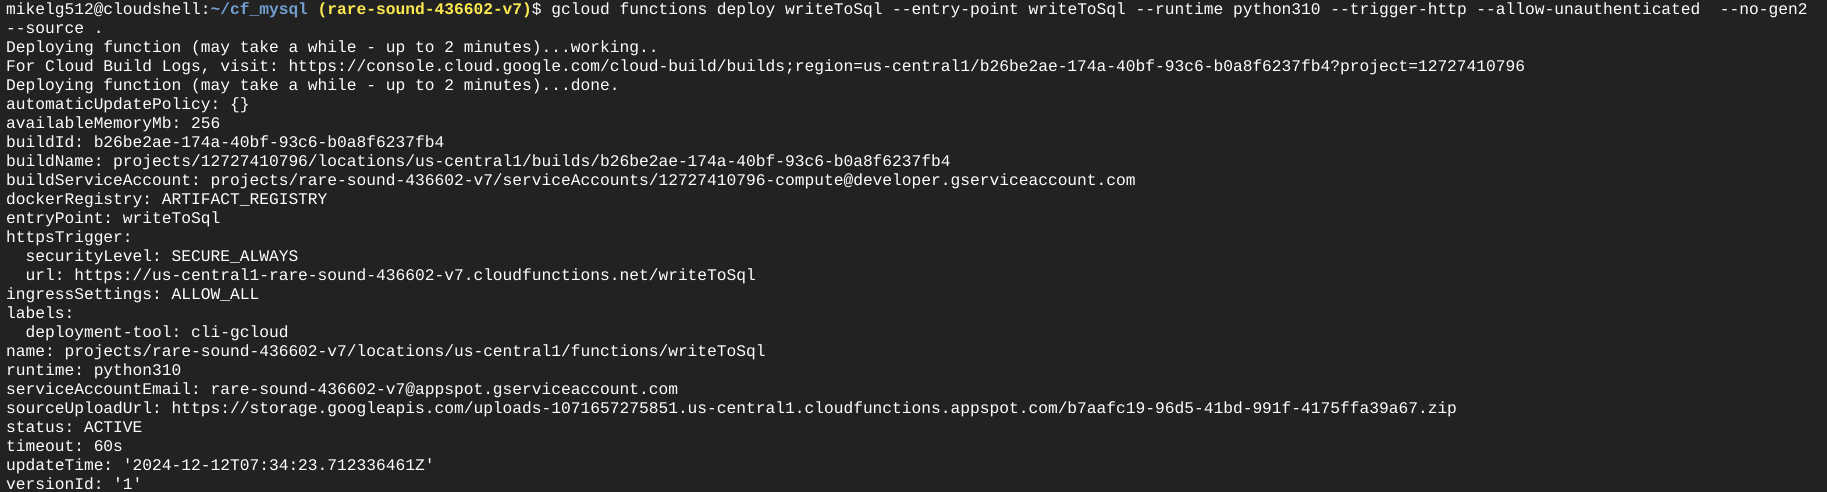 mikelg512@cloudshell:~/cf_mysql (rare-sound-436602-v7)$ gcloud functions deploy writeToSql --entry-point writeToSql --runtime python310 --trigger-http --allow-unauthenticated  --no-gen2
--source .
Deploying function (may take a while - up to 2 minutes)...working..
For Cloud Build Logs, visit: https://console.cloud.google.com/cloud-build/builds;region=us-central1/b26be2ae-174a-40bf-93c6-b0a8f6237fb4?project=12727410796
Deploying function (may take a while - up to 2 minutes)...done.
automaticUpdatePolicy: {}
availableMemoryMb: 256
buildId: b26be2ae-174a-40bf-93c6-b0a8f6237fb4
buildName: projects/12727410796/locations/us-central1/builds/b26be2ae-174a-40bf-93c6-b0a8f6237fb4
buildServiceAccount: projects/rare-sound-436602-v7/serviceAccounts/12727410796-compute@developer.gserviceaccount.com
dockerRegistry: ARTIFACT_REGISTRY
entryPoint: writeToSql
httpsTrigger:
  securityLevel: SECURE_ALWAYS
  url: https://us-central1-rare-sound-436602-v7.cloudfunctions.net/writeToSql
ingressSettings: ALLOW_ALL
labels:
  deployment-tool: cli-gcloud
name: projects/rare-sound-436602-v7/locations/us-central1/functions/writeToSql
runtime: python310
serviceAccountEmail: rare-sound-436602-v7@appspot.gserviceaccount.com
sourceUploadUrl: https://storage.googleapis.com/uploads-1071657275851.us-central1.cloudfunctions.appspot.com/b7aafc19-96d5-41bd-991f-4175ffa39a67.zip
status: ACTIVE
timeout: 60s
updateTime: '2024-12-12T07:34:23.712336461Z'
versionId: '1'